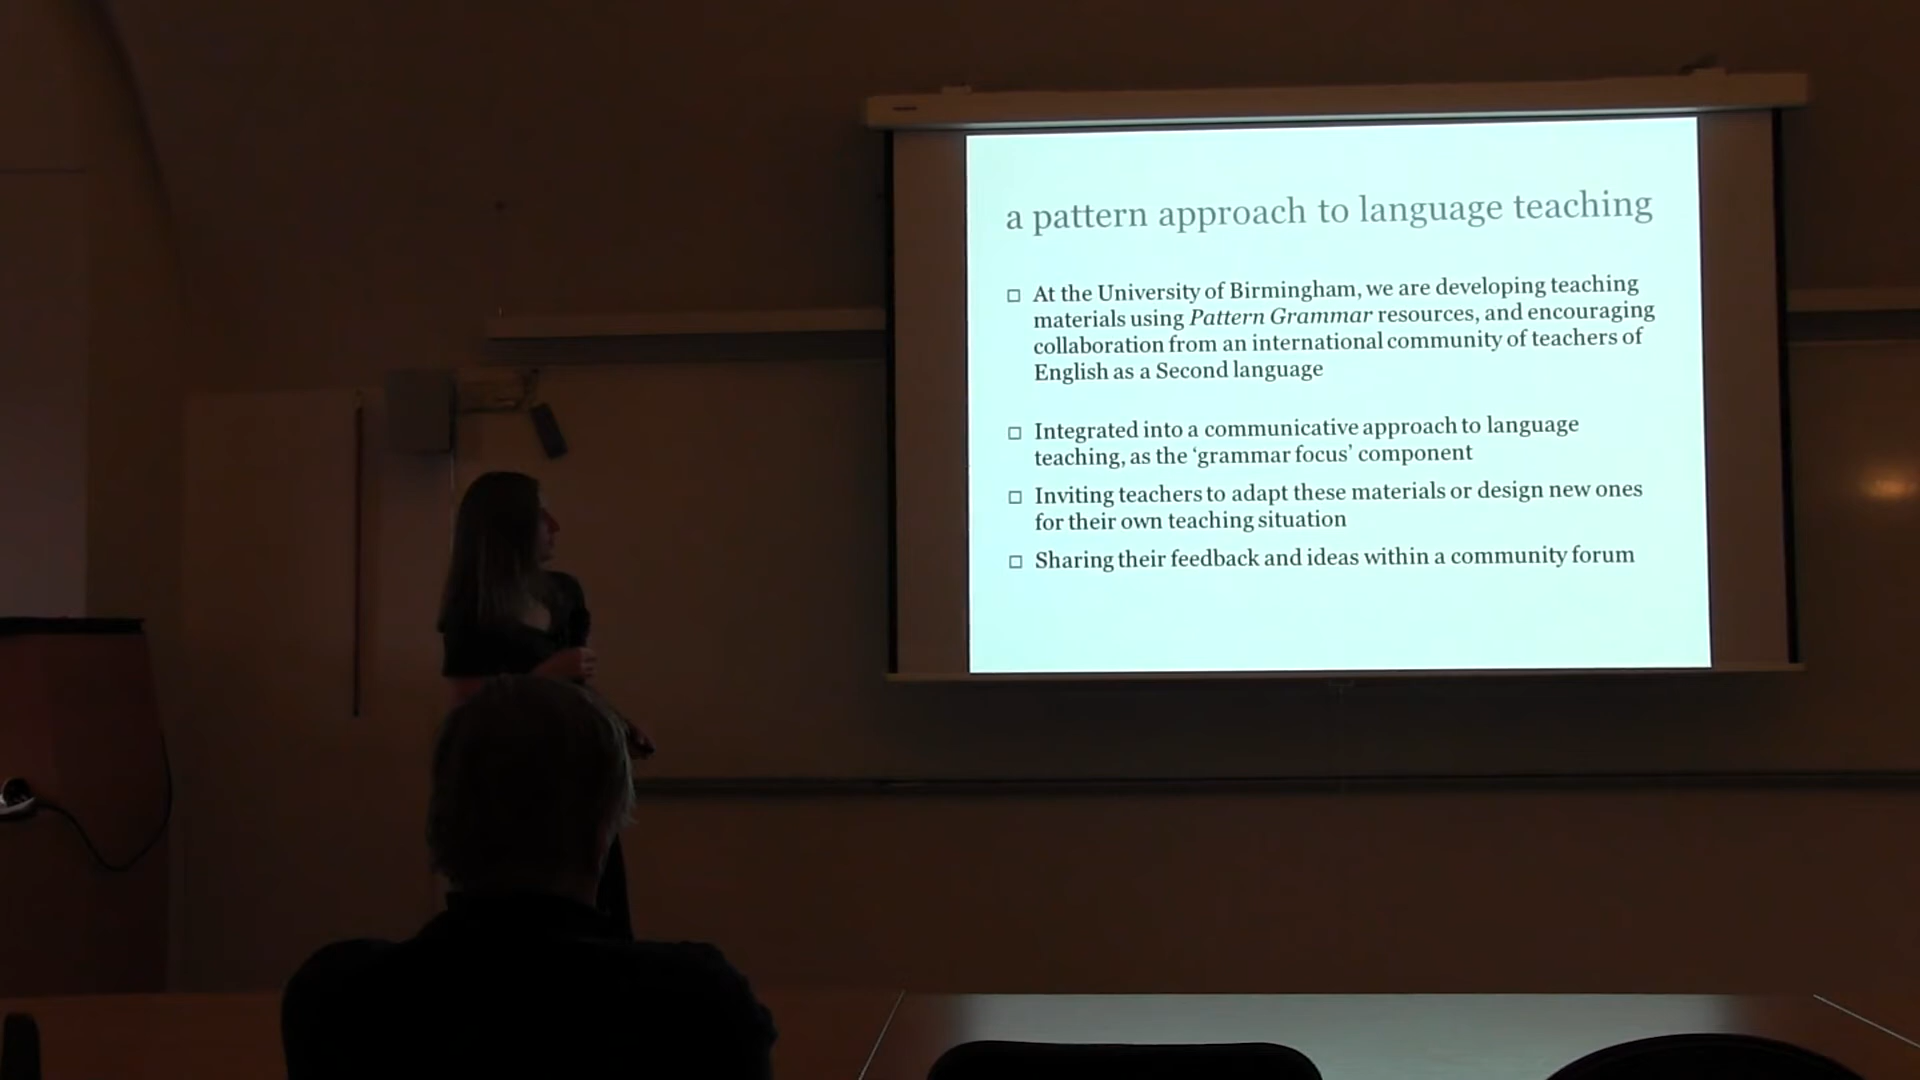 a pattern approach to language teaching
□ At the University of Birmingham, we are developing teaching
materials using Pattern Grammar resources, and encouraging
collaboration from an international community of teachers of
English as a Second language
□ Integrated into a communicative approach to language
teaching, as the ‘grammar focus’ component
□ Inviting teachers to adapt these materials or design new ones
for their own teaching situation
□ Sharing their feedback and ideas within a community forum